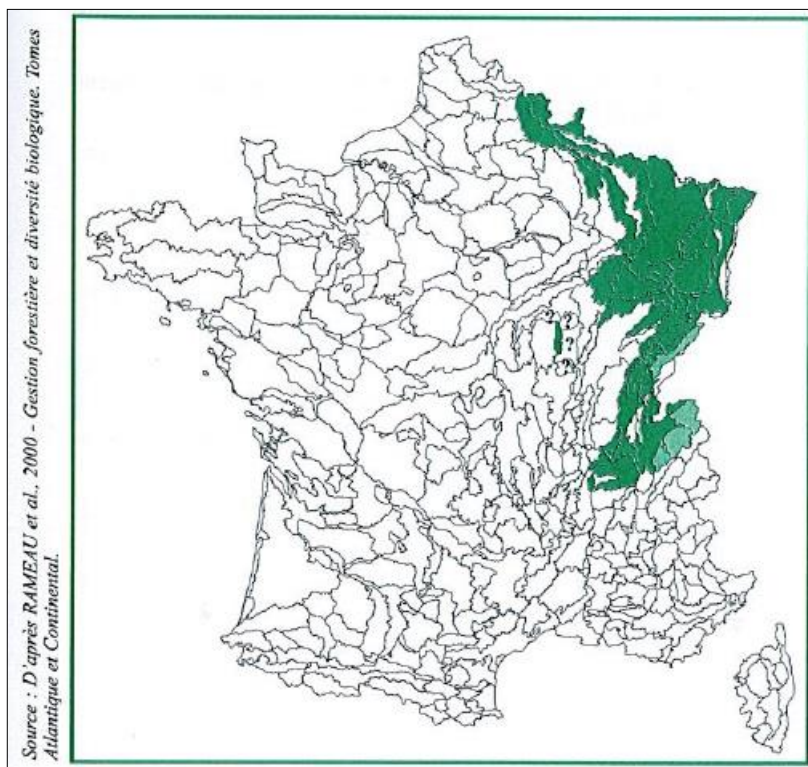 Source : D'après RAMEAU et al., 2000 - Gestion forestière et diversité biologique. Tomes
Atlantique et Continental.
? ?
?
?